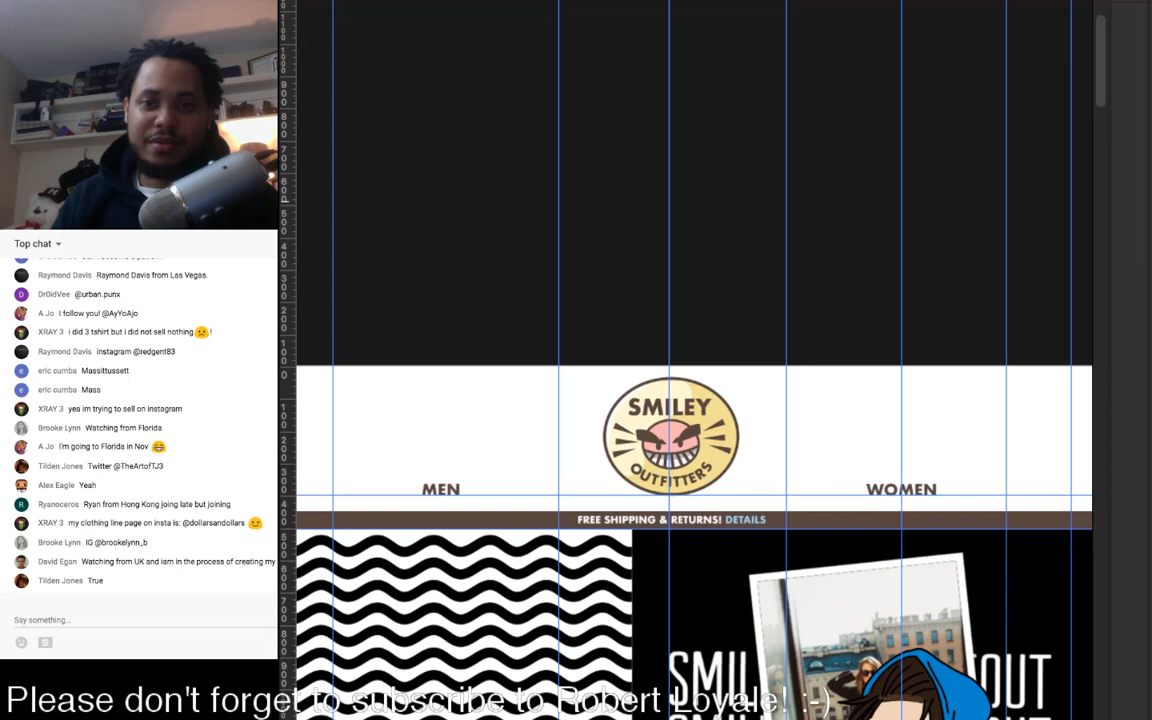 Top chat
Raymond Davis Raymond Davis from Las Vegas.
D Dr0idVee @urban.punx
A Jo I follow you! @AyYoAjo
XRAY 3 i did 3 tshirt but i did not sell nothing 🙁 !
Raymond Davis instagram @redgent83
e eric cumba Massittussett
e eric cumba Mass
XRAY 3 yea im trying to sell on instagram
Brooke Lynn Watching from Florida
A Jo I'm going to Florida in Nov 😂
Tilden Jones Twitter @TheArtofTJ3
Alex Eagle Yeah
R Ryanoceros Ryan from Hong Kong joing late but joining
XRAY 3 my clothing line page on insta is: @dollarsandollars 😊
Brooke Lynn IG @brookelynn_b
David Egan Watching from UK and iam in the process of creating my
Tilden Jones True
Say something...
SMILEY
OUTFITTERS
MEN
WOMEN
FREE SHIPPING & RETURNS! DETAILS
SMIL
OUT
Please don't forget to subscribe to Robert Loyale! :-)